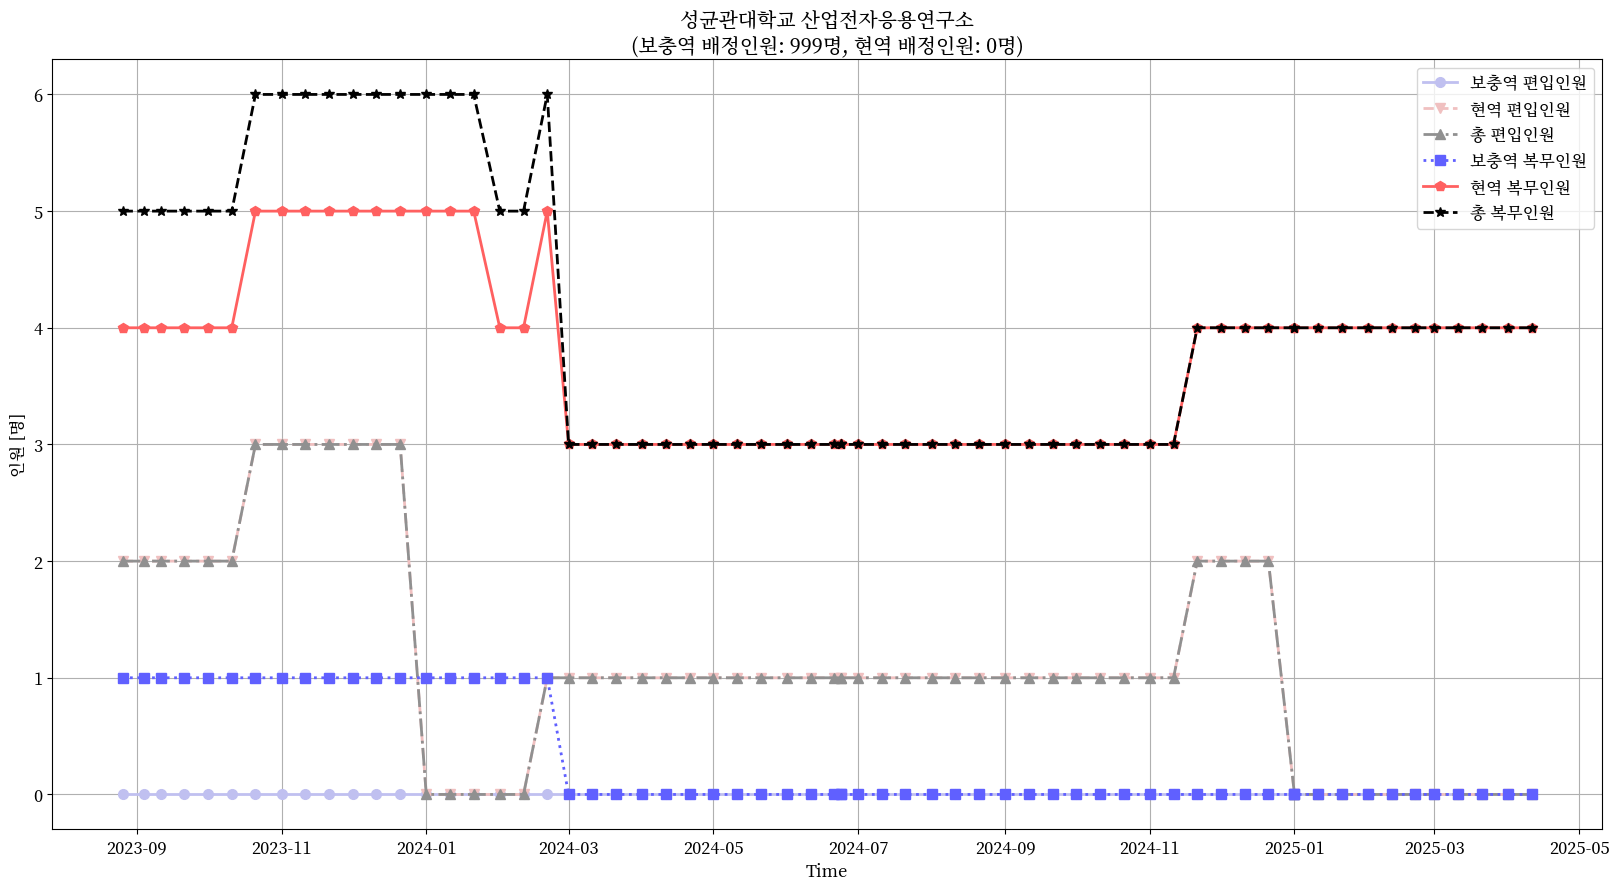 성균관대학교 산업전자응용연구소
(보충역 배정인원: 999명, 현역 배정인원: 0명)
보충역 편입인원
현역 편입인원
총 편입인원
보충역 복무인원
현역 복무인원
총 복무인원
인원 [명]
6
5
4
3
2
1
0
2023-09
2023-11
2024-01
2024-03
2024-05
2024-07
2024-09
2024-11
2025-01
2025-03
2025-05
Time